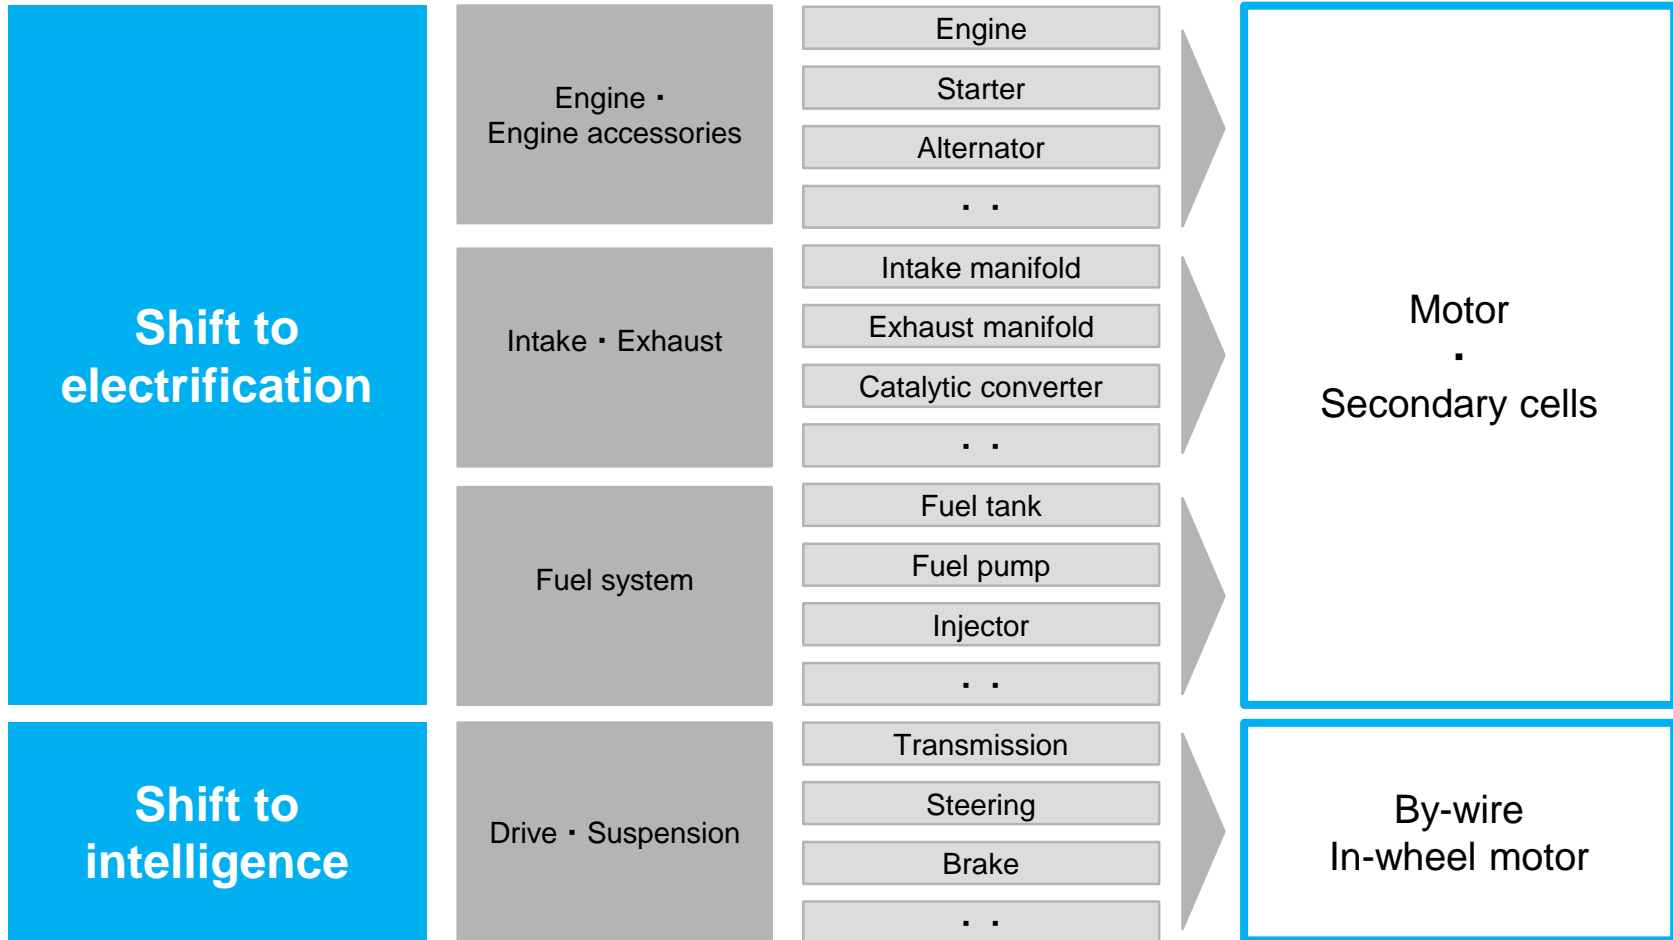 Shift to
electrification
Engine・
Engine accessories
Engine
Starter
Alternator
・・
Intake・Exhaust
Intake manifold
Exhaust manifold
Catalytic converter
・・
Fuel system
Fuel tank
Fuel pump
Injector
・・
Motor
・
Secondary cells
Shift to
intelligence
Drive・Suspension
Transmission
Steering
Brake
・・
By-wire
In-wheel motor